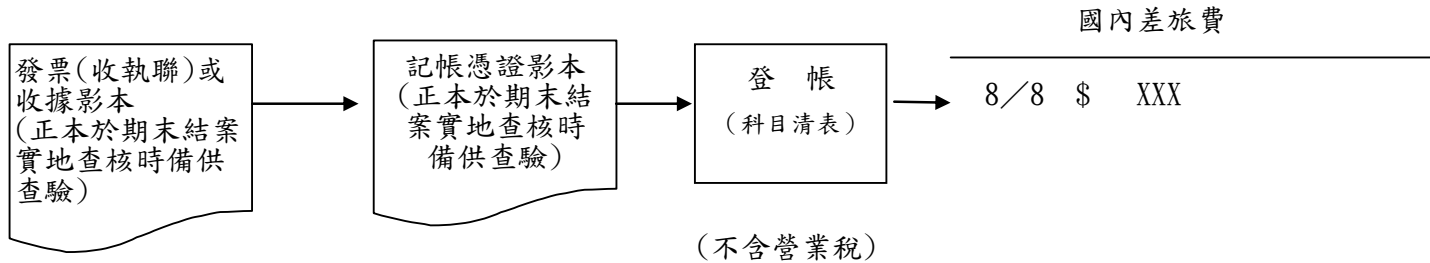 國內差旅費
發票(收執聯)或
收據影本
(正本於期末結案
實地查核時備供
查驗)
記帳憑證影本
(正本於期末結
案實地查核時
備供查驗)
登 帳
(科目清表)
8／8 $ XXX
(不含營業稅)